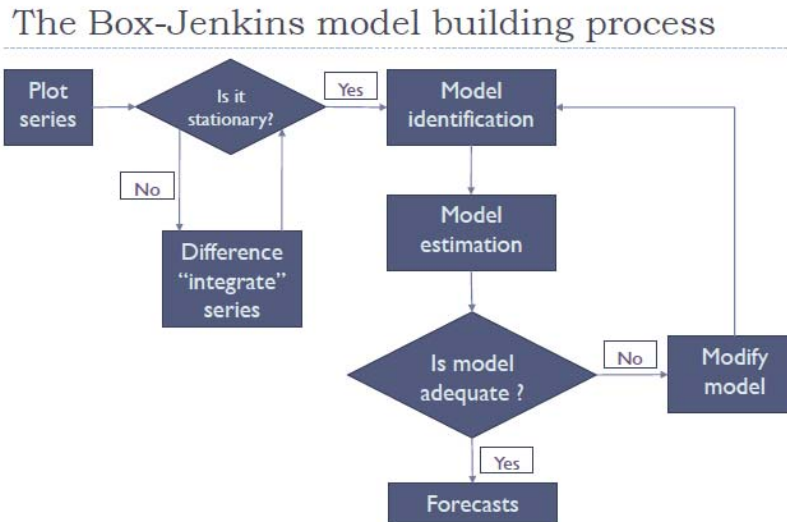 The Box-Jenkins model building process
Plot
series
Is it
stationary?
Yes
Model
identification
No
Difference
“integrate”
series
Model
estimation
Is model
adequate ?
No
Modify
model
Yes
Forecasts